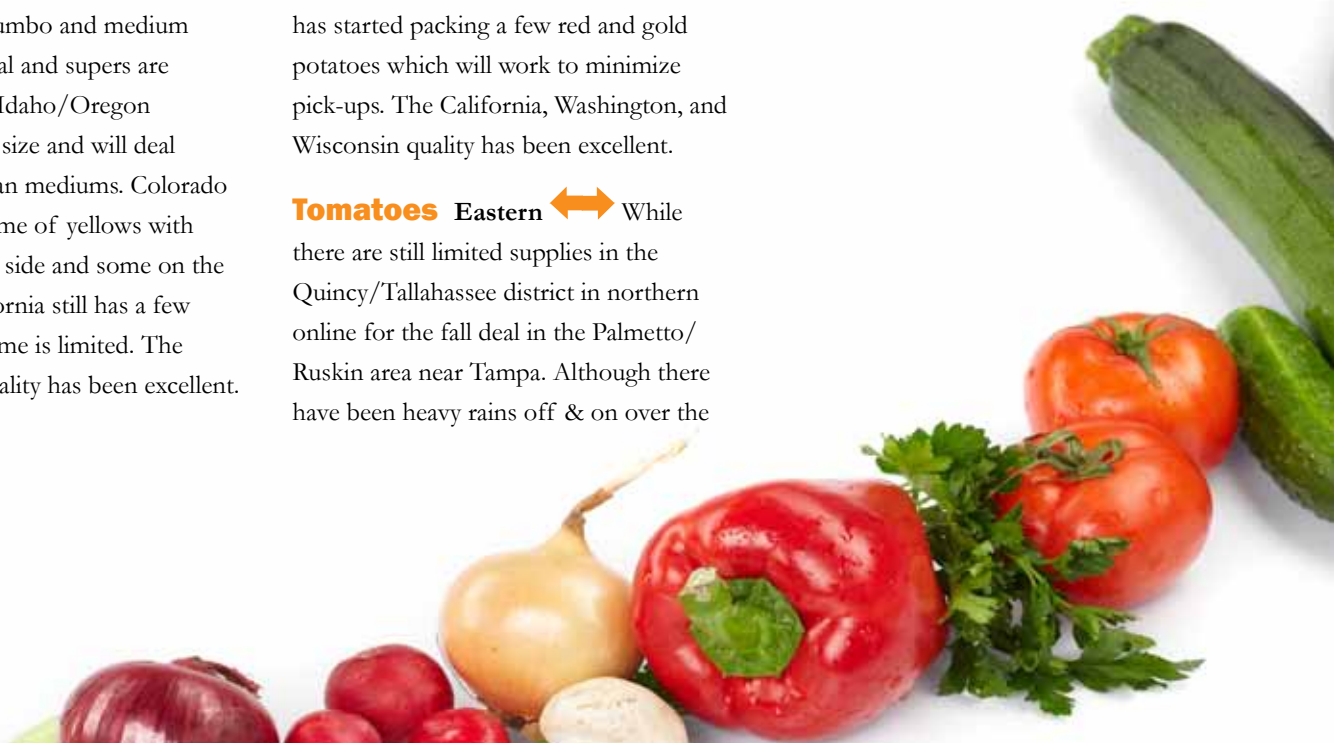 umbo and medium
al and supers are
Idaho/Oregon
size and will deal
an mediums. Colorado
me of yellows with
side and some on the
ornia still has a few
me is limited. The
ality has been excellent.
has started packing a few red and gold
potatoes which will work to minimize
pick-ups. The California, Washington, and
Wisconsin quality has been excellent.
Tomatoes Eastern While
there are still limited supplies in the
Quincy/Tallahassee district in northern
online for the fall deal in the Palmetto/
Ruskin area near Tampa. Although there
have been heavy rains off & on over the